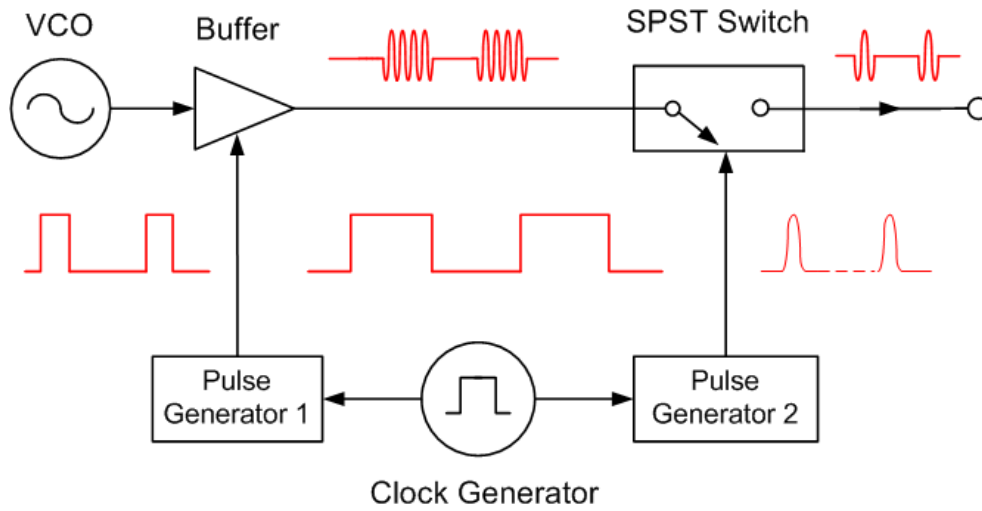 VCO
Buffer
SPST Switch
Pulse
Generator 1
Pulse
Generator 2
Clock Generator